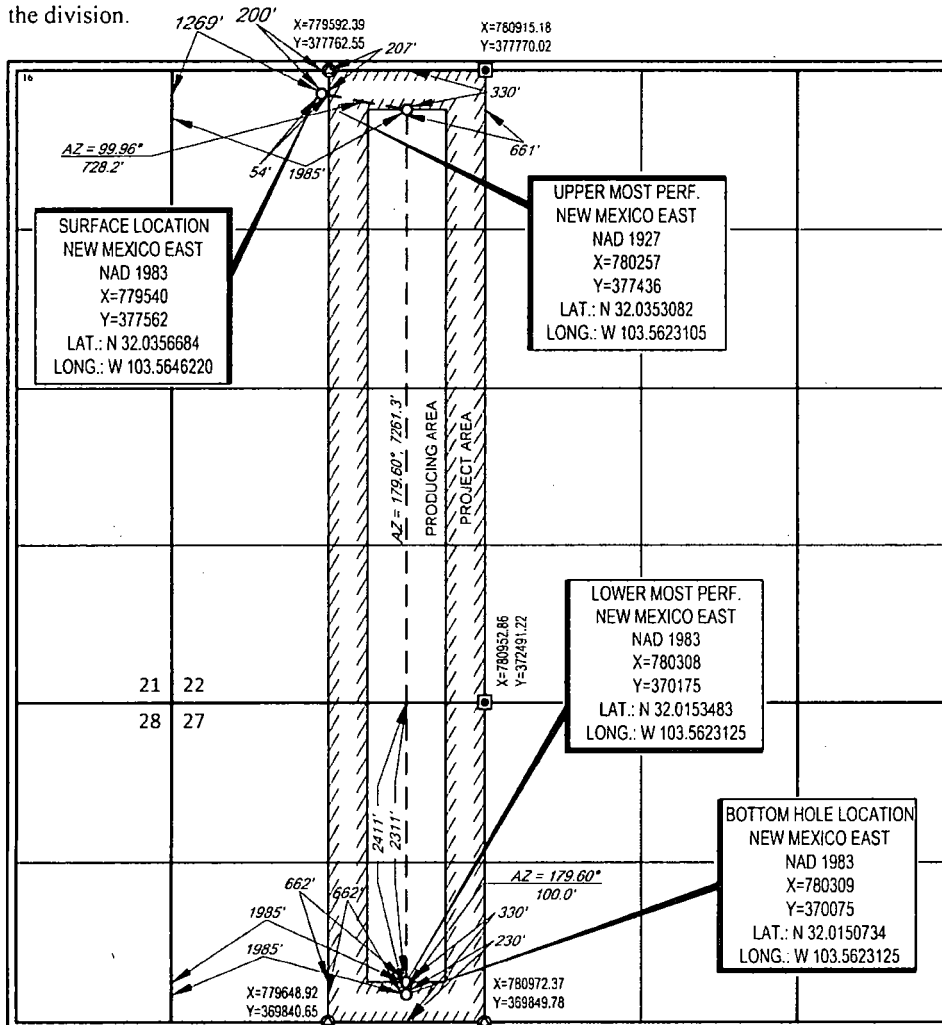 the division.
1269'
200'
X=779592.39
Y=377762.55
207'
X=780915.18
Y=377770.02
16
330'
AZ = 99.96°
728.2'
54'
1985'
661'
SURFACE LOCATION
NEW MEXICO EAST
NAD 1983
X=779540
Y=377562
LAT.: N 32.0356684
LONG.: W 103.5646220
UPPER MOST PERF.
NEW MEXICO EAST
NAD 1927
X=780257
Y=377436
LAT.: N 32.0353082
LONG.: W 103.5623105
AZ = 179.60°, 7261.3'
PRODUCING AREA
PROJECT AREA
X=780952.86
Y=372491.22
LOWER MOST PERF.
NEW MEXICO EAST
NAD 1983
X=780308
Y=370175
LAT.: N 32.0153483
LONG.: W 103.5623125
21 22
28 27
2411'
2311'
BOTTOM HOLE LOCATION
NEW MEXICO EAST
NAD 1983
X=780309
Y=370075
LAT.: N 32.0150734
LONG.: W 103.5623125
AZ = 179.60°
100.0'
662'
662'
1985'
330'
1985'
230'
X=779648.92
Y=369840.65
X=780972.37
Y=369849.78